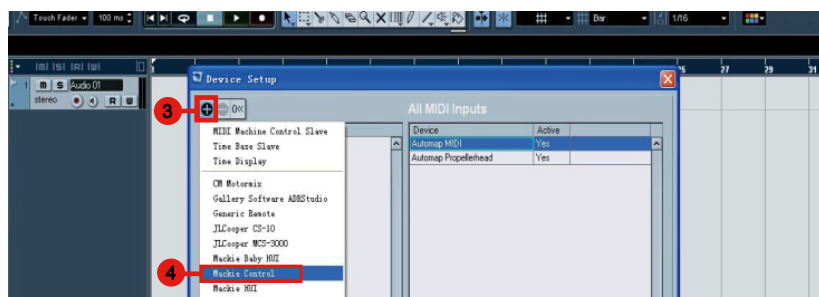 Touch Fader 100 ms Bar 1/16
25 27 29 31
1 m S Audio 01
stereo R W
Device Setup
3
All MIDI Inputs
MIDI Machine Control Slave
Time Base Slave
Time Display
CM Motormix
Gallery Software ADRStudio
Generic Remote
JLCooper CS-10
JLCooper MCS-3000
Mackie Baby HUI
4 Mackie Control
Mackie HUI
Device Active
Automap MIDI Yes
Automap Propellerhead Yes